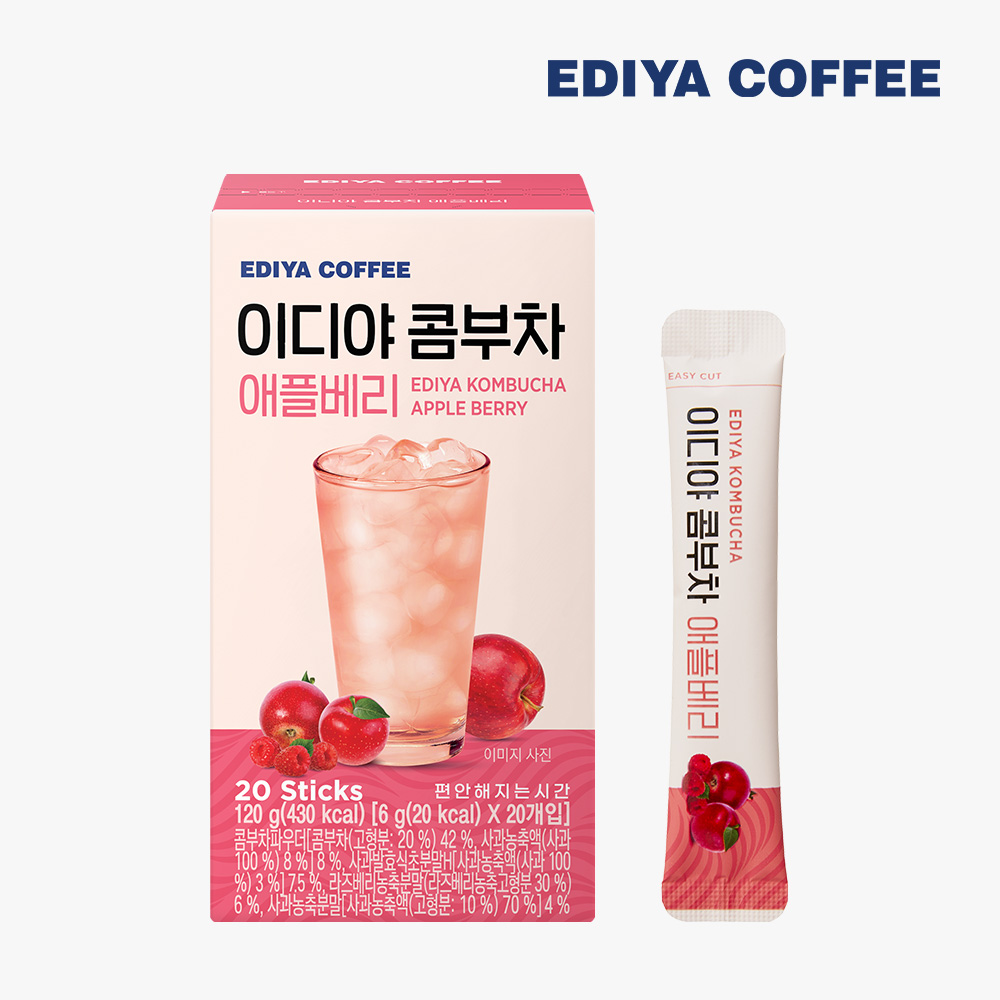 EDIYA COFFEE
EDIYA COFFEE
이디야 콤부차 애플베리
EDIYA COFFEE
이디야 콤부차
애플베리
EDIYA KOMBUCHA
APPLE BERRY
이미지 사진
20 Sticks
편안해지는시간
120 g(430 kcal) [6 g(20 kcal) X 20개입]
콤부차파우더[콤부차(고형분: 20 %) 42 %, 사과농축액(사과
100 %) 8 %] 8 %, 사과발효식초분말H[사과농축액(사과 100
%) 3 %] 7.5 %, 라즈베리농축분말(라즈베리농축고형분 30 %)
6 %, 사과농축분말[사과농축액(고형분: 10 %) 70 %] 4 %
EASY CUT
EDIYA KOMBUCHA
이디야 콤부차 애플베리